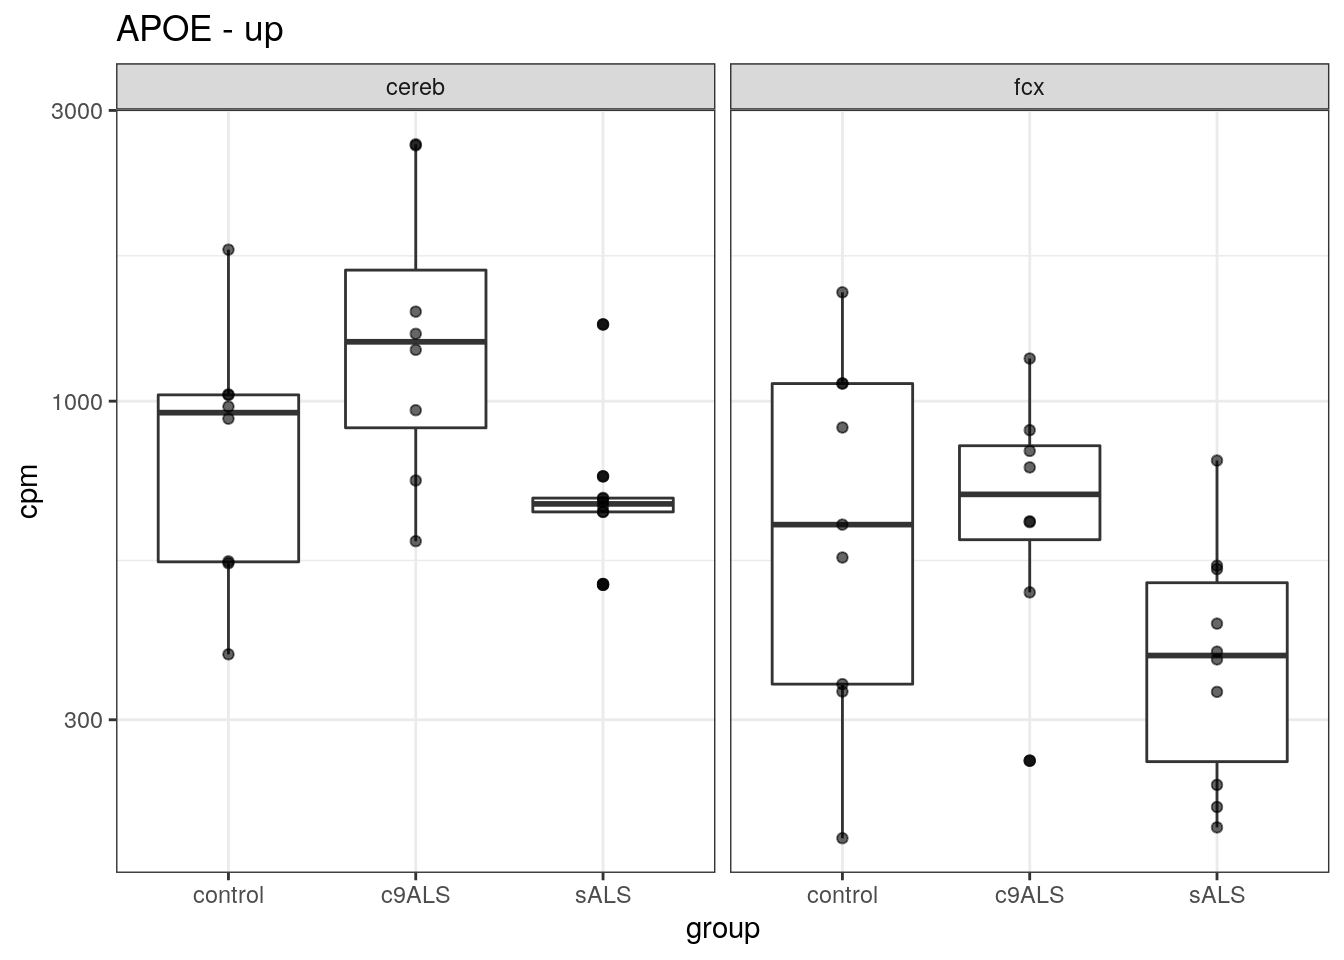 APOE - up
cereb
fcx
3000
1000
300
cpm
control
c9ALS
sALS
control
c9ALS
sALS
group